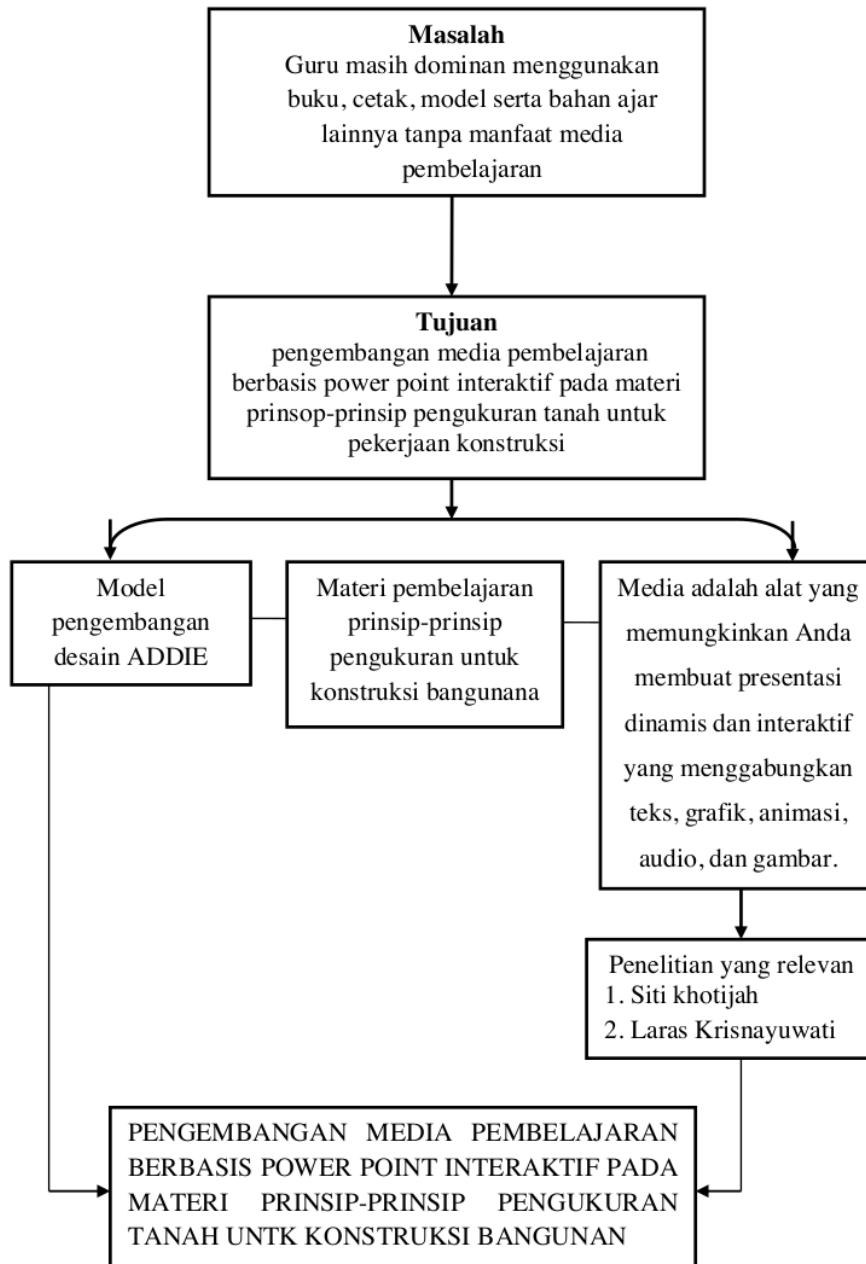 Masalah
Guru masih dominan menggunakan
buku, cetak, model serta bahan ajar
lainnya tanpa manfaat media
pembelajaran
Tujuan
pengembangan media pembelajaran
berbasis power point interaktif pada materi
prinsop-prinsip pengukuran tanah untuk
pekerjaan konstruksi
Model
pengembangan
desain ADDIE
Materi pembelajaran
prinsip-prinsip
pengukuran untuk
konstruksi bangunana
Media adalah alat yang
memungkinkan Anda
membuat presentasi
dinamis dan interaktif
yang menggabungkan
teks, grafik, animasi,
audio, dan gambar.
Penelitian yang relevan
1. Siti khotijah
2. Laras Krisnayuwati
PENGEMBANGAN MEDIA PEMBELAJARAN
BERBASIS POWER POINT INTERAKTIF PADA
MATERI PRINSIP-PRINSIP PENGUKURAN
TANAH UNTK KONSTRUKSI BANGUNAN